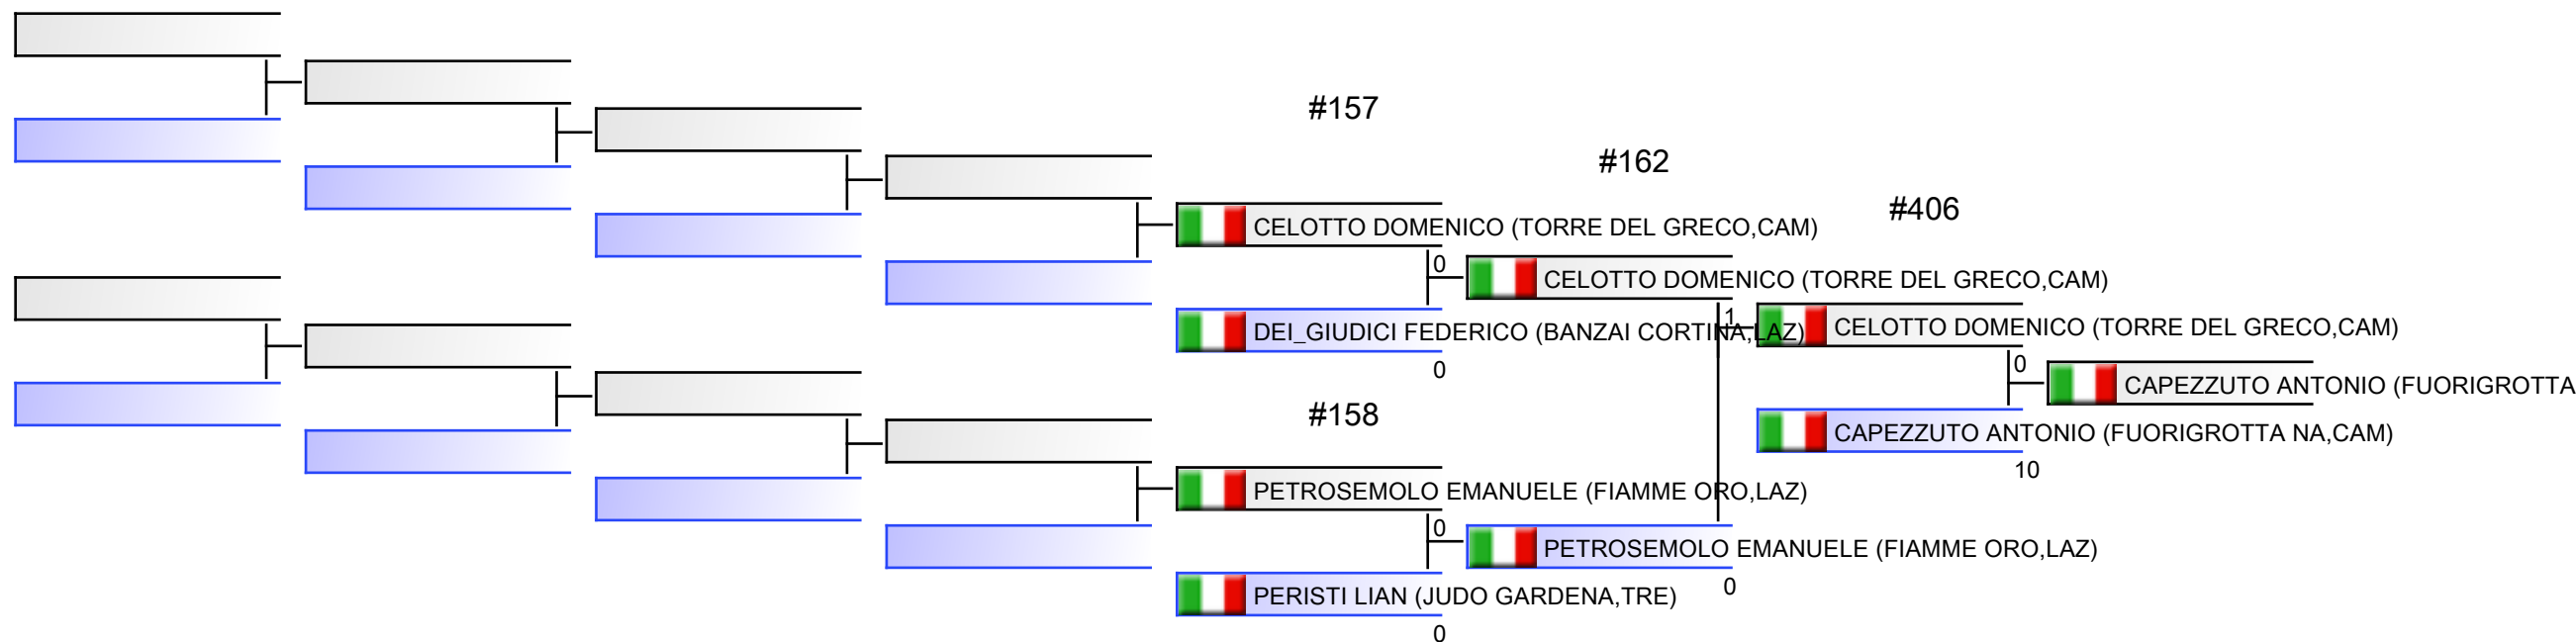 #157
#162
#406
CELOTTO DOMENICO (TORRE DEL GRECO,CAM)
0
CELOTTO DOMENICO (TORRE DEL GRECO,CAM)
DEI_GIUDICI FEDERICO (BANZAI CORTINA,LAZ)
0
1
CELOTTO DOMENICO (TORRE DEL GRECO,CAM)
0
CAPEZZUTO ANTONIO (FUORIGROTTA
CAPEZZUTO ANTONIO (FUORIGROTTA NA,CAM)
10
#158
PETROSEMOLO EMANUELE (FIAMME ORO,LAZ)
0
PETROSEMOLO EMANUELE (FIAMME ORO,LAZ)
0
PERISTI LIAN (JUDO GARDENA,TRE)
0